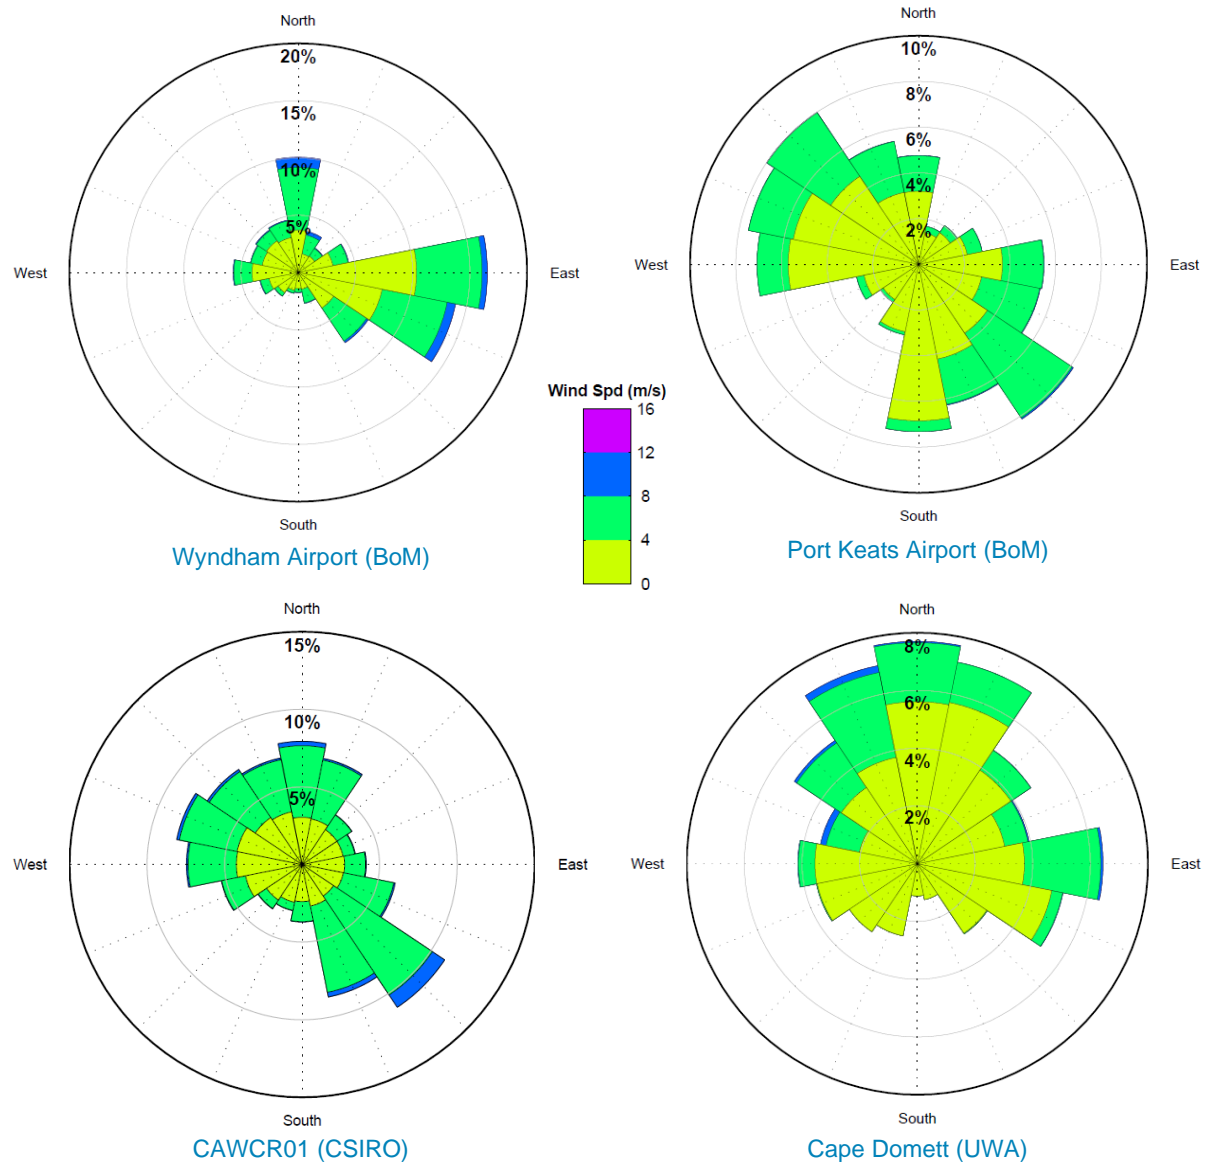 North
20%
15%
10%
5%
West
East
South
Wyndham Airport (BoM)
North
10%
8%
6%
4%
2%
West
East
South
Port Keats Airport (BoM)
Wind Spd (m/s)
16
12
8
4
0
North
15%
10%
5%
West
East
South
CAWCR01 (CSIRO)
North
8%
6%
4%
2%
West
East
South
Cape Domett (UWA)